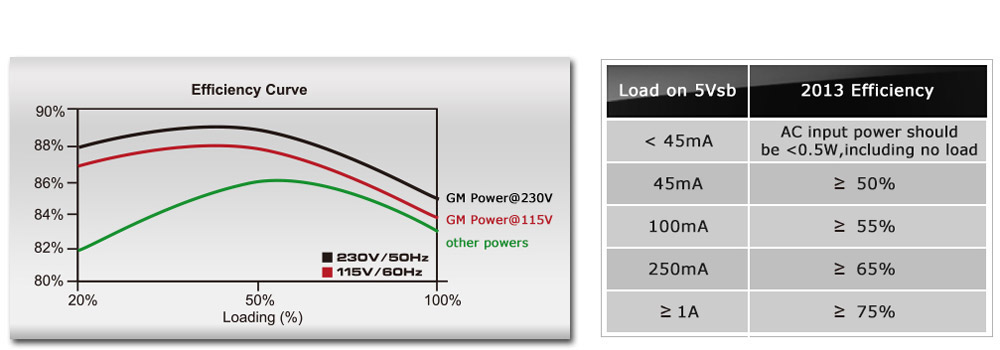 Efficiency Curve
90%
88%
86%
84%
82%
80%
20%
50%
100%
Loading (%)
GM Power@230V
GM Power@115V
other powers
230V/50Hz
115V/60Hz
Load on 5Vsb 2013 Efficiency
< 45mA AC input power should
be <0.5W,including no load
45mA ≥ 50%
100mA ≥ 55%
250mA ≥ 65%
≥ 1A ≥ 75%